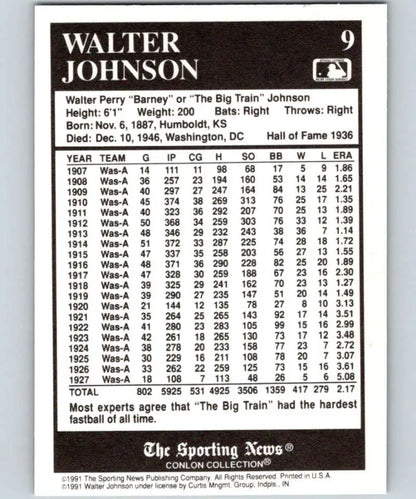 WALTER 9
JOHNSON
Walter Perry "Barney" or "The Big Train" Johnson
Height: 6'1" Weight: 200 Bats: Right Throws: Right
Born: Nov. 6, 1887, Humboldt, KS
Died: Dec. 10, 1946, Washington, DC Hall of Fame 1936
YEAR TEAM G IP CG H SO BB W L ERA
1907 Was-A 14 111 11 98 68 17 5 9 1.86
1908 Was-A 36 257 23 194 160 53 14 14 1.65
1909 Was-A 40 297 27 247 164 84 13 25 2.21
1910 Was-A 45 374 38 269 313 76 25 17 1.35
1911 Was-A 40 323 36 292 207 70 25 13 1.89
1912 Was-A 50 368 34 259 303 76 33 12 1.39
1913 Was-A 48 346 29 232 243 38 36 7 1.14
1914 Was-A 51 372 33 287 225 74 28 18 1.72
1915 Was-A 47 337 35 258 203 56 27 13 1.55
1916 Was-A 48 371 36 290 228 82 25 20 1.89
1917 Was-A 47 328 30 259 188 67 23 16 2.30
1918 Was-A 39 325 29 241 162 70 23 13 1.27
1919 Was-A 39 290 27 235 147 51 20 14 1.49
1920 Was-A 21 144 12 135 78 27 8 10 3.13
1921 Was-A 35 264 25 265 143 92 17 14 3.51
1922 Was-A 41 280 23 283 105 99 15 16 2.99
1923 Was-A 42 261 18 265 130 73 17 12 3.48
1924 Was-A 38 278 20 233 158 77 23 7 2.72
1925 Was-A 30 229 16 211 108 78 20 7 3.07
1926 Was-A 33 262 22 259 125 73 15 16 3.61
1927 Was-A 18 108 7 113 48 26 5 6 5.08
TOTAL 802 5925 531 4925 3506 1359 417 279 2.17
Most experts agree that "The Big Train" had the hardest
fastball of all time.
The Sporting News®
CONLON COLLECTION®
©1991 The Sporting News Publishing Company. All Rights Reserved. Printed in U.S.A.
©1991 Walter Johnson under license by Curtis Mngmt. Group, Indpls., IN